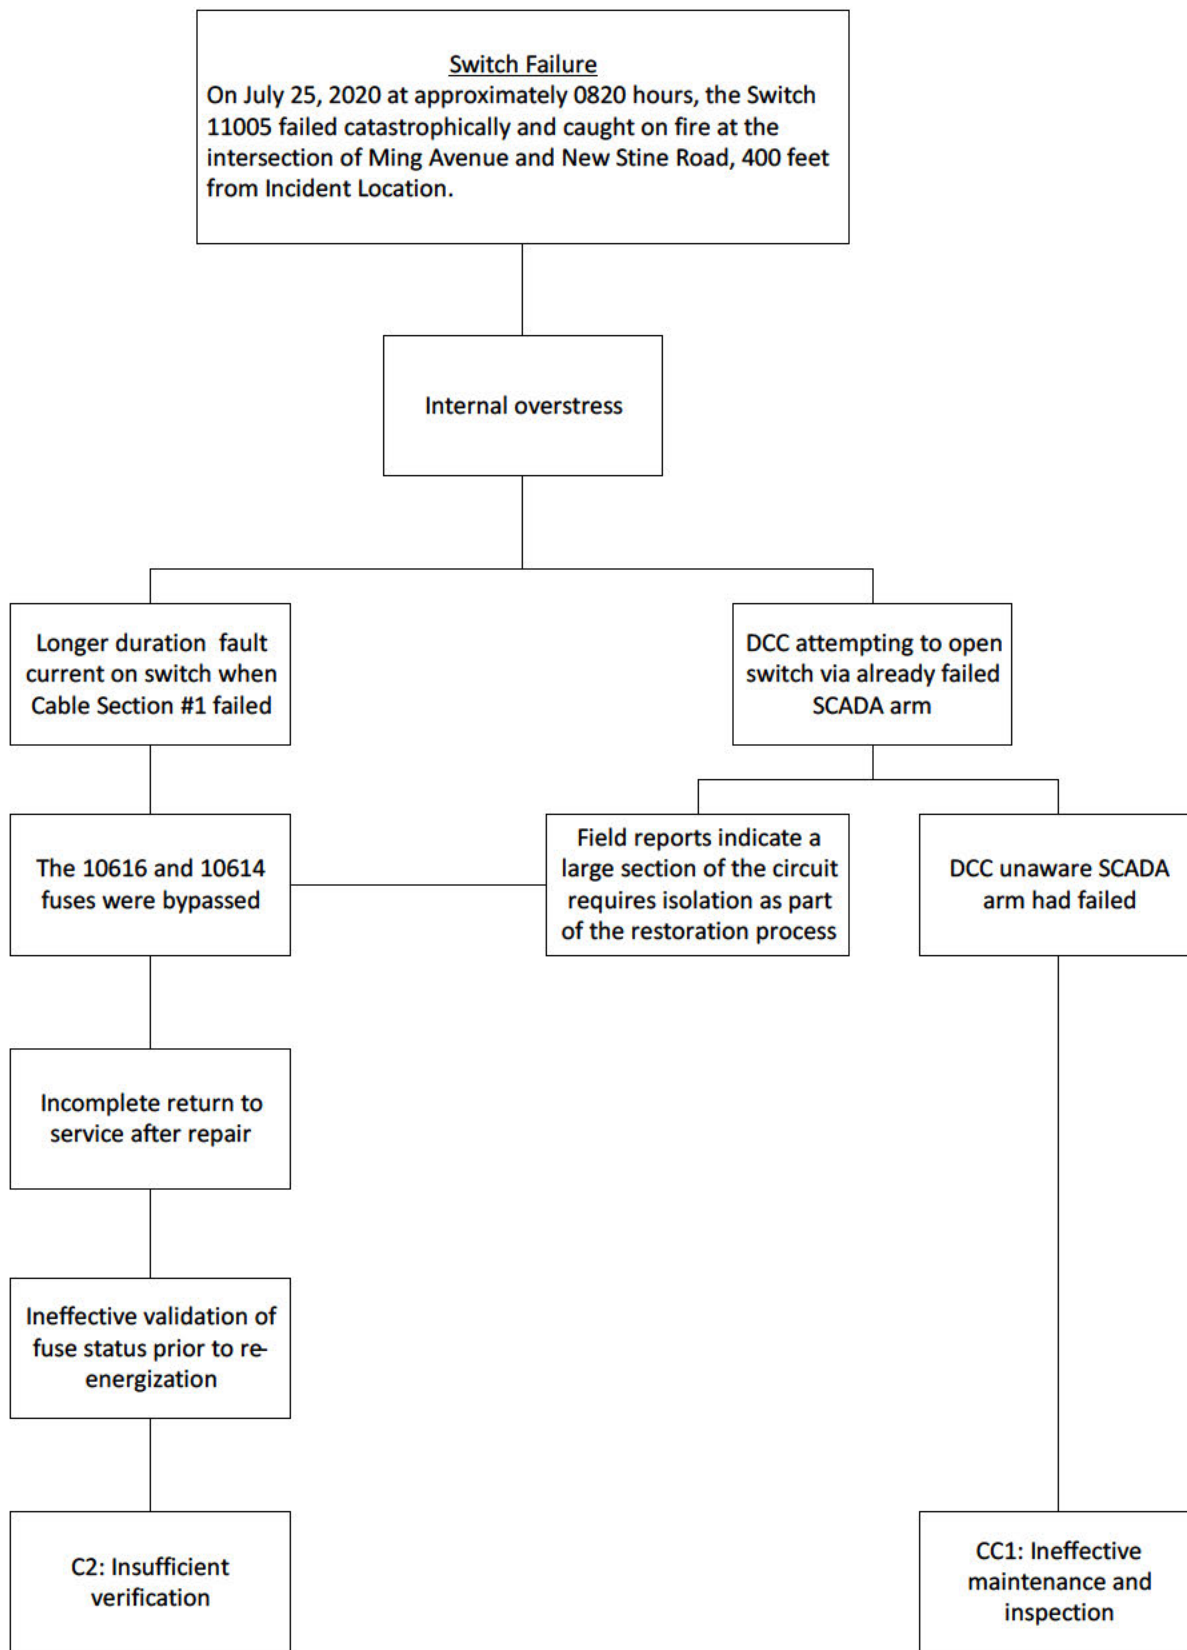 Switch Failure
On July 25, 2020 at approximately 0820 hours, the Switch
11005 failed catastrophically and caught on fire at the
intersection of Ming Avenue and New Stine Road, 400 feet
from Incident Location.
Internal overstress
Longer duration fault
current on switch when
Cable Section #1 failed
DCC attempting to open
switch via already failed
SCADA arm
The 10616 and 10614
fuses were bypassed
Field reports indicate a
large section of the circuit
requires isolation as part
of the restoration process
DCC unaware SCADA
arm had failed
Incomplete return to
service after repair
Ineffective validation of
fuse status prior to re-
energization
C2: Insufficient
verification
CC1: Ineffective
maintenance and
inspection